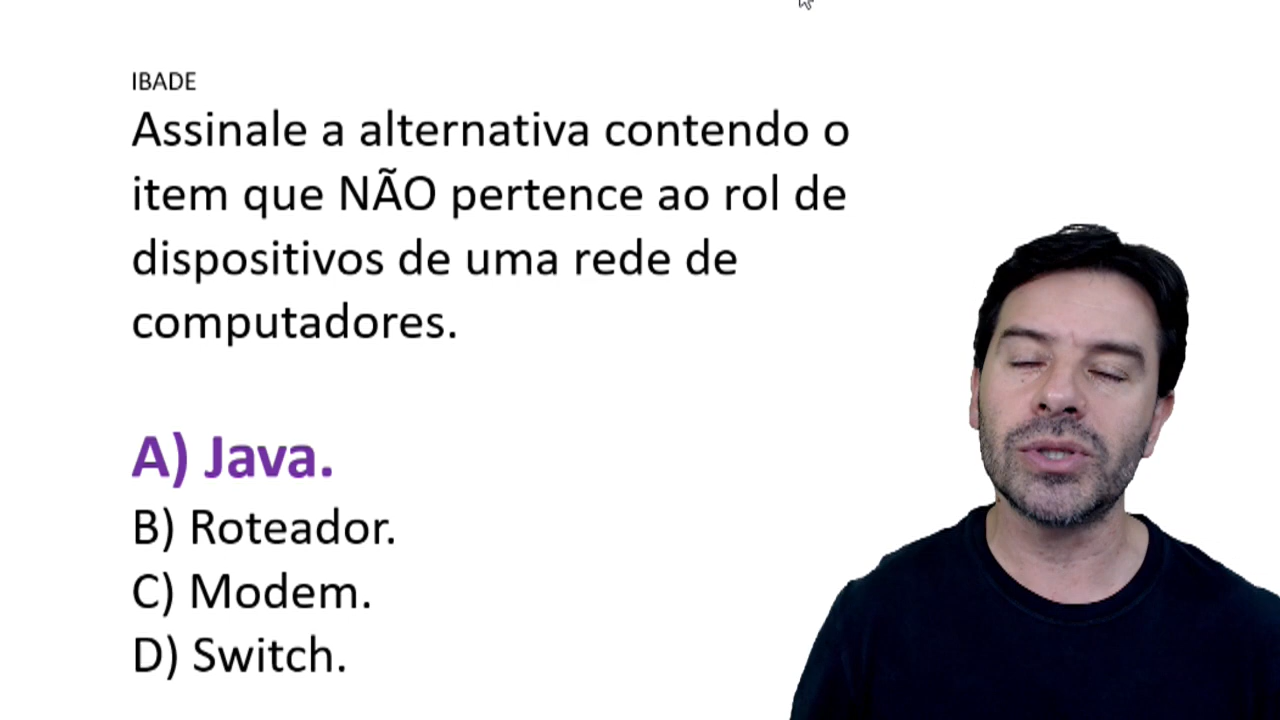 IBADE
Assinale a alternativa contendo o
item que NÃO pertence ao rol de
dispositivos de uma rede de
computadores.
A) Java.
B) Roteador.
C) Modem.
D) Switch.